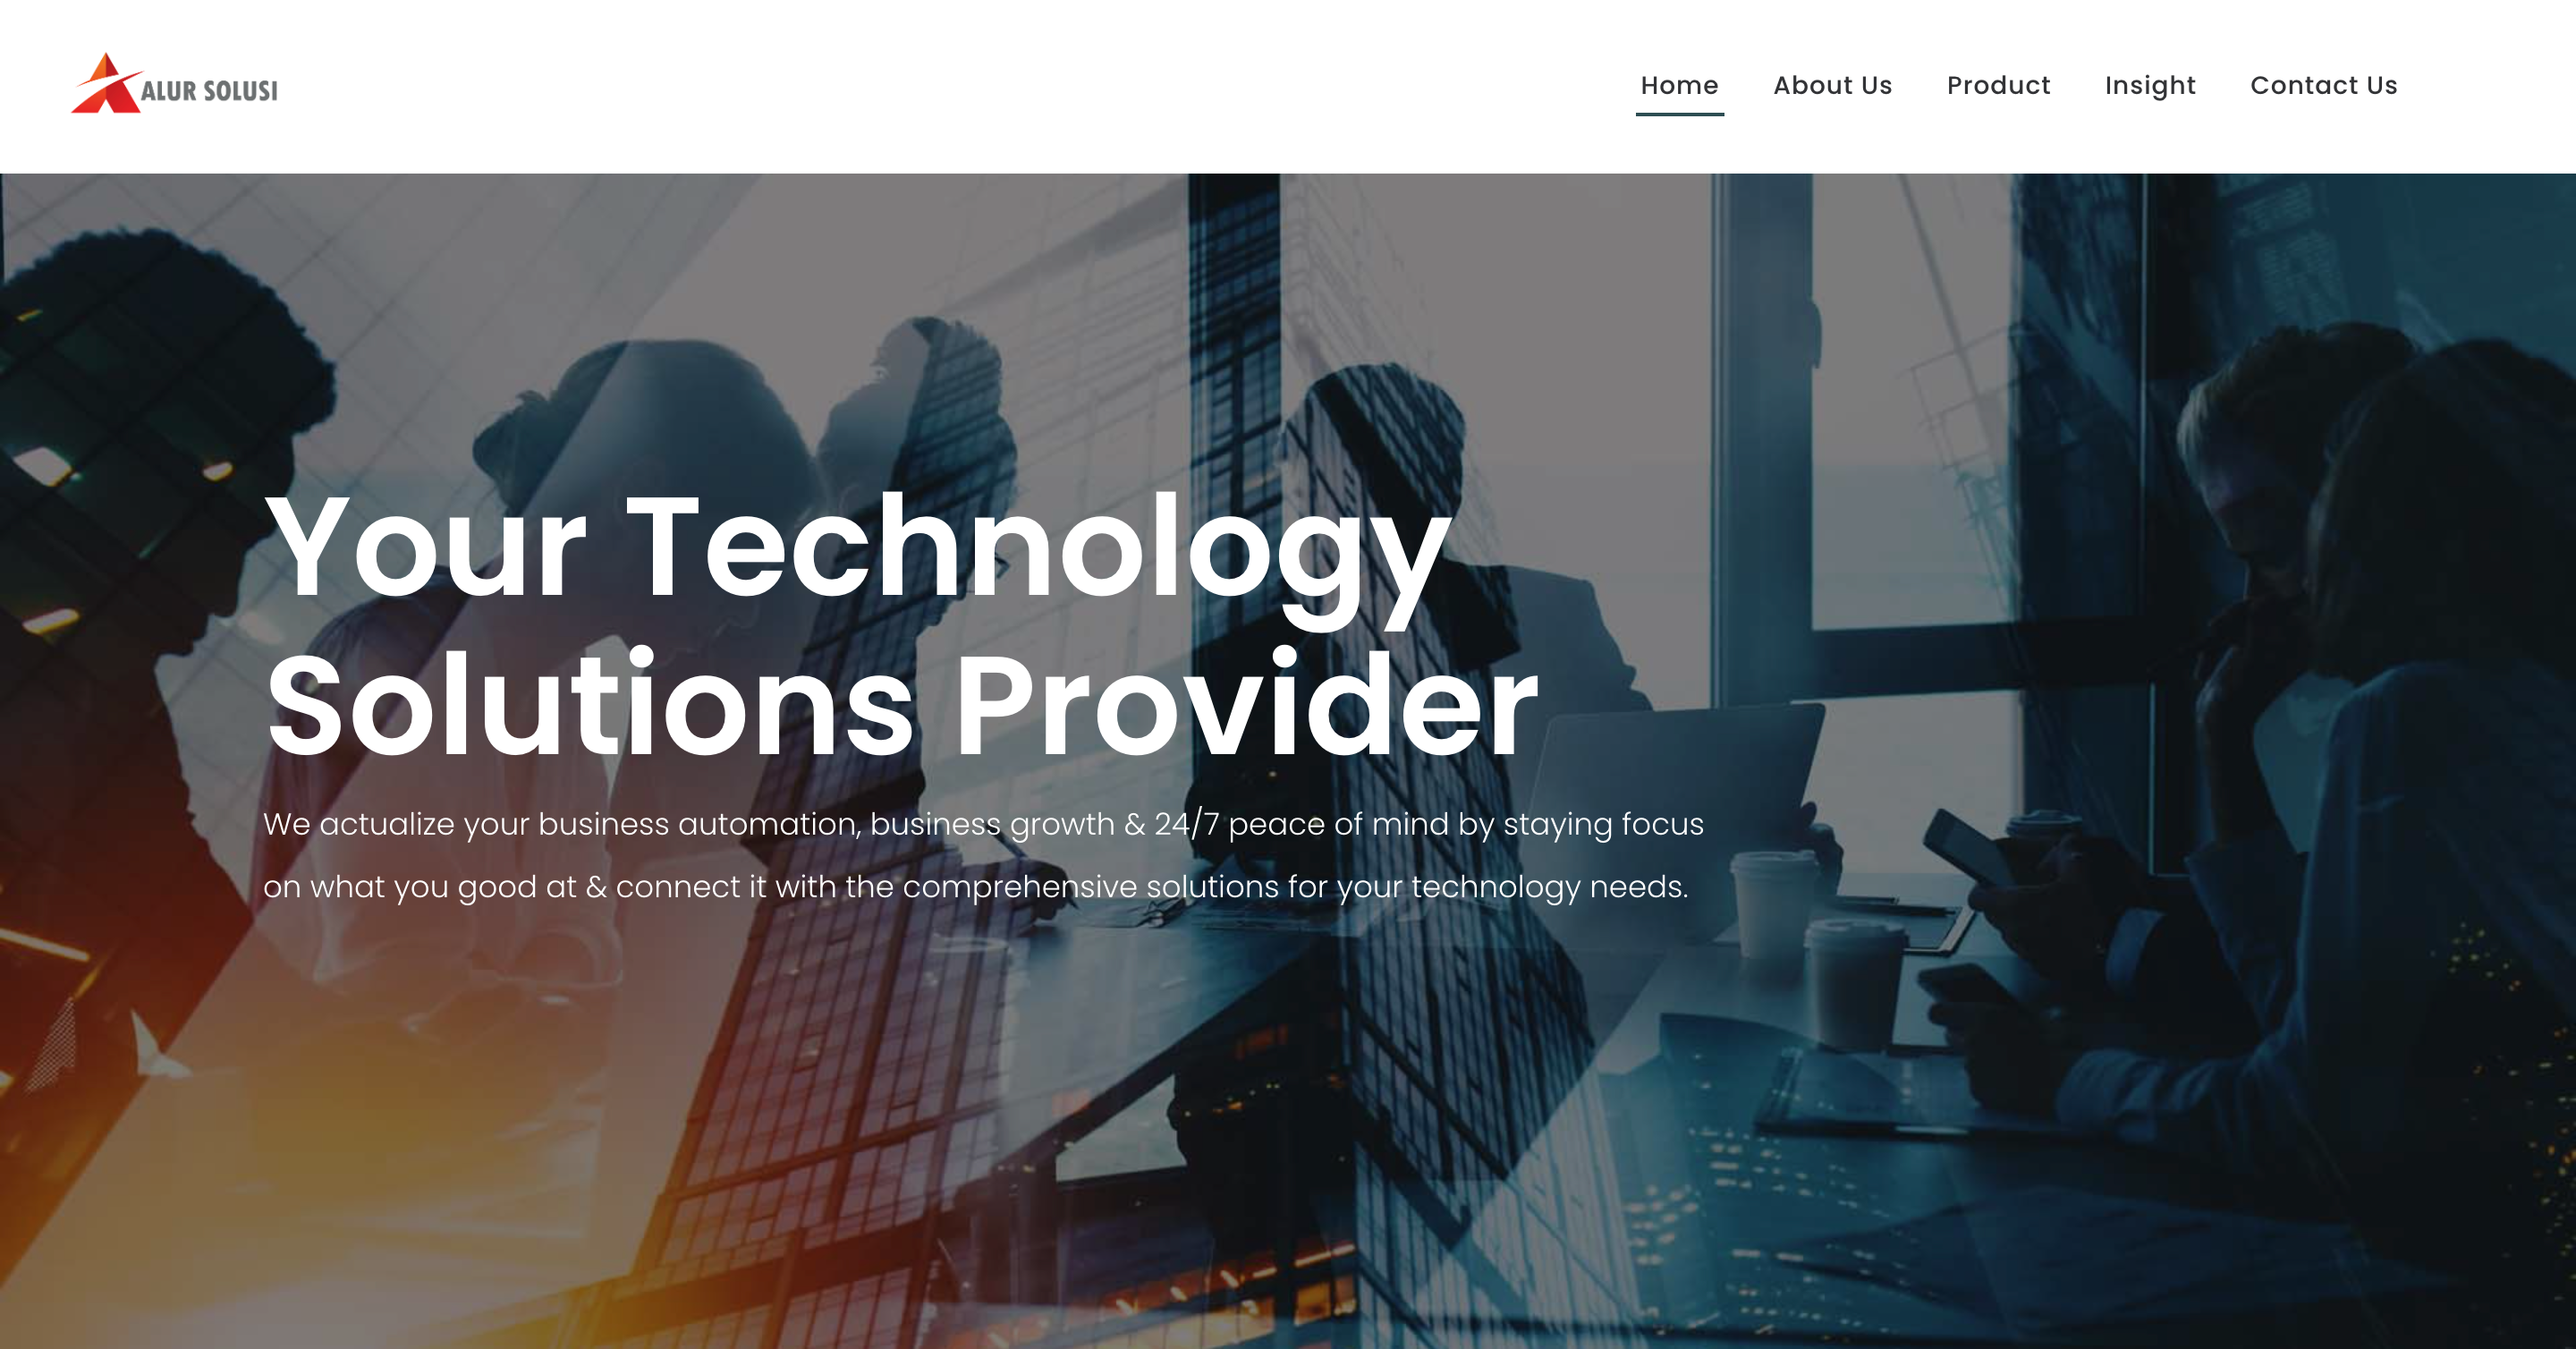 ALUR SOLUSI
Home About Us Product Insight Contact Us
Your Technology
Solutions Provider
We actualize your business automation, business growth & 24/7 peace of mind by staying focus
on what you good at & connect it with the comprehensive solutions for your technology needs.